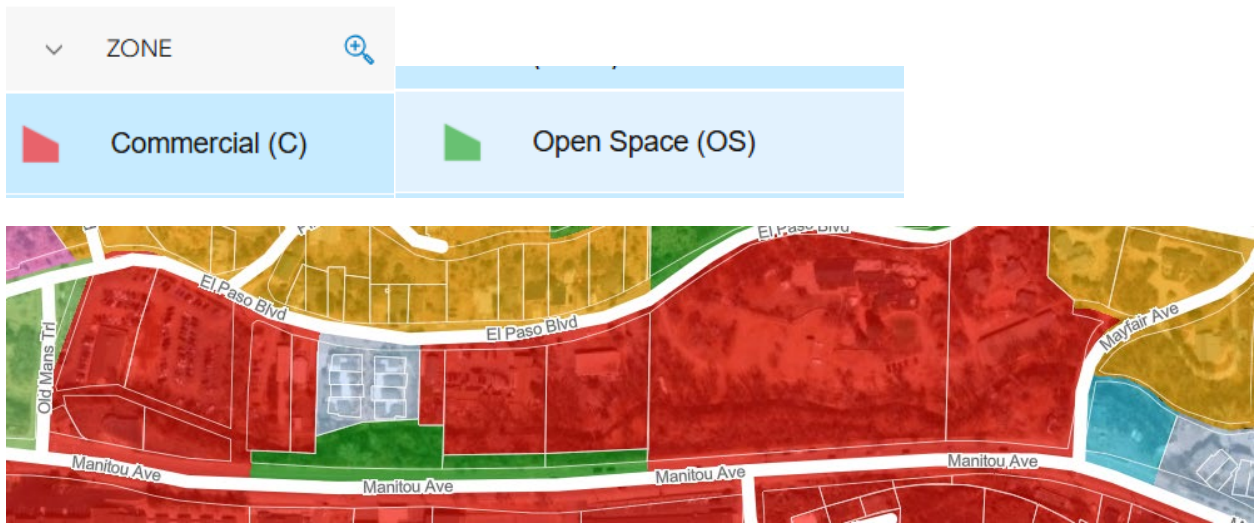 ZONE
Commercial (C)
Open Space (OS)
El Paso Blvd
El Paso Blvd
El Paso Blvd
Mayfair Ave
Old Mans Trl
Manitou Ave
Manitou Ave
Manitou Ave
Manitou Ave